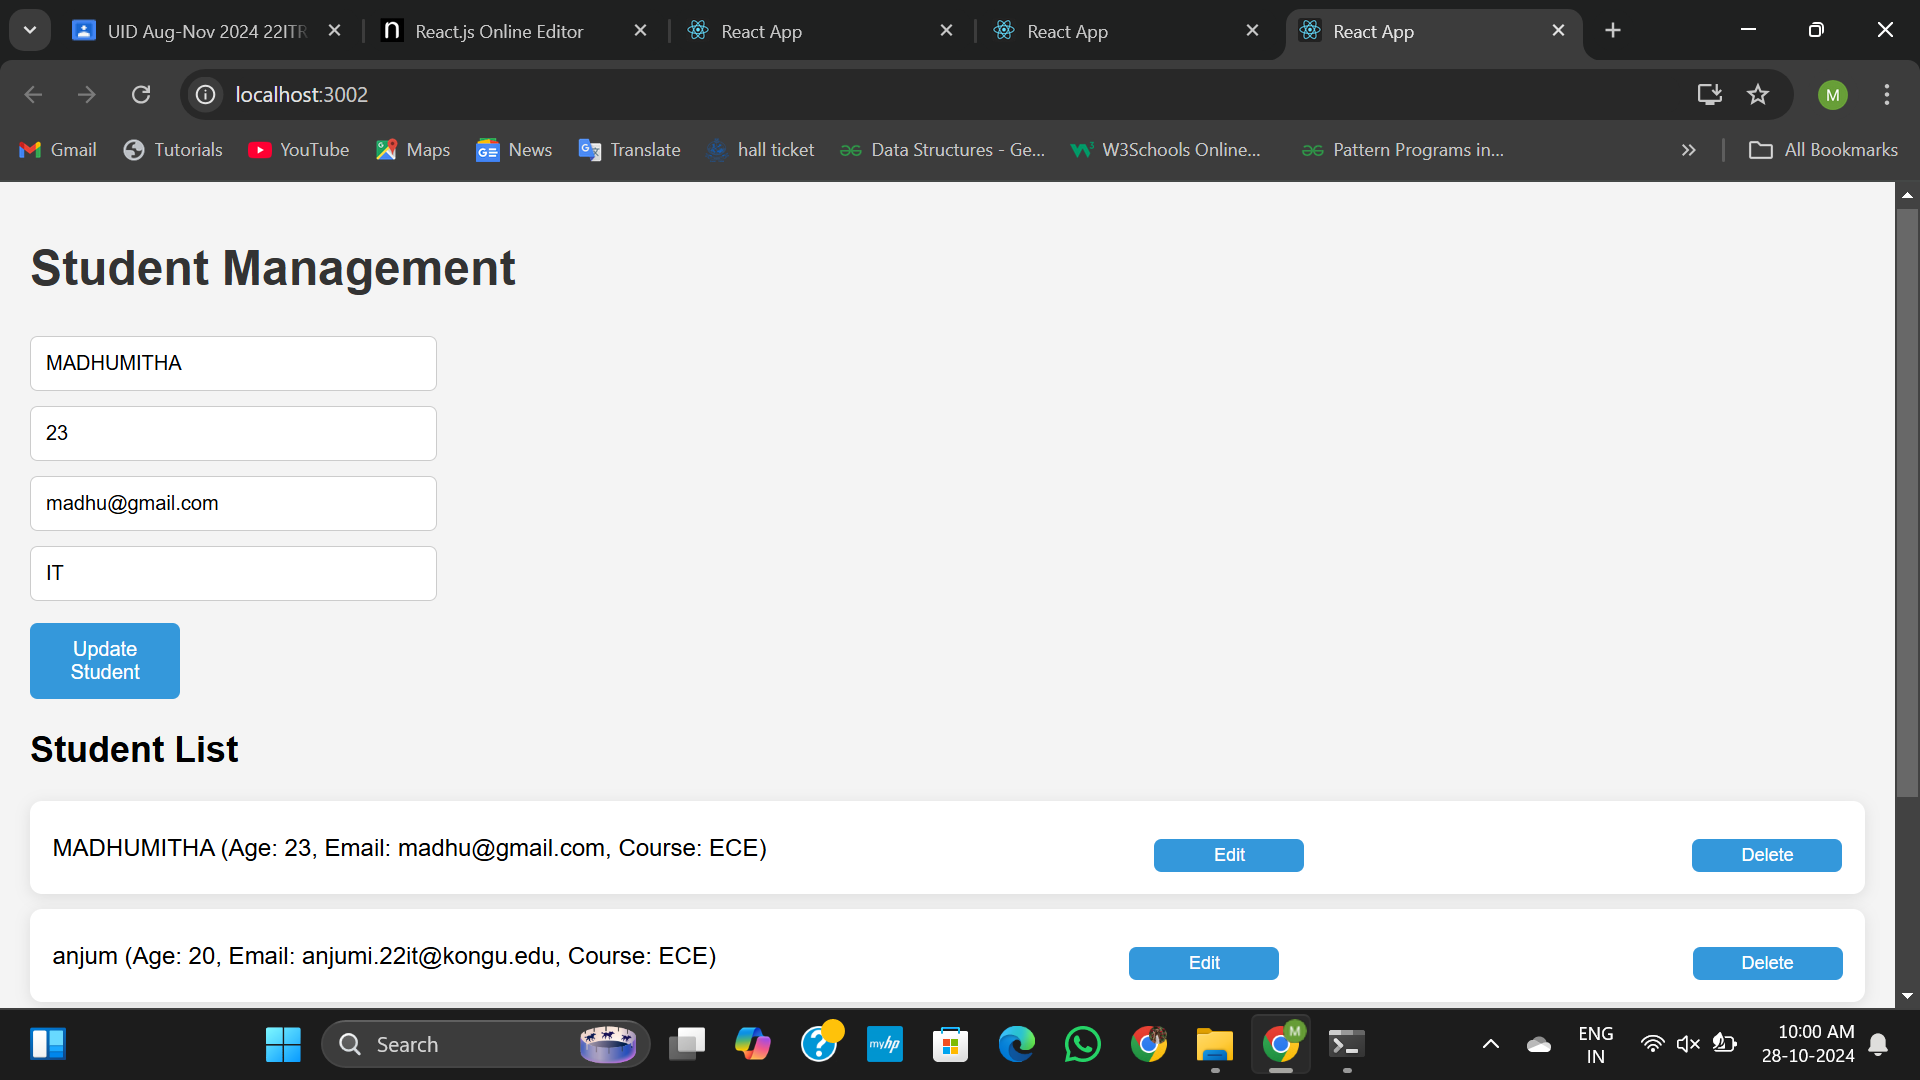 UID Aug-Nov 2024 22ITR
React.js Online Editor
React App
React App
React App
localhost:3002
M
Gmail
Tutorials
YouTube
Maps
News
Translate
hall ticket
Data Structures - Ge...
W3Schools Online...
Pattern Programs in...
All Bookmarks
Student Management
MADHUMITHA
23
madhu@gmail.com
IT
Update
Student
Student List
MADHUMITHA (Age: 23, Email: madhu@gmail.com, Course: ECE)
Edit
Delete
anjum (Age: 20, Email: anjumi.22it@kongu.edu, Course: ECE)
Edit
Delete
Search
myhp
M
ENG
IN
10:00 AM
28-10-2024